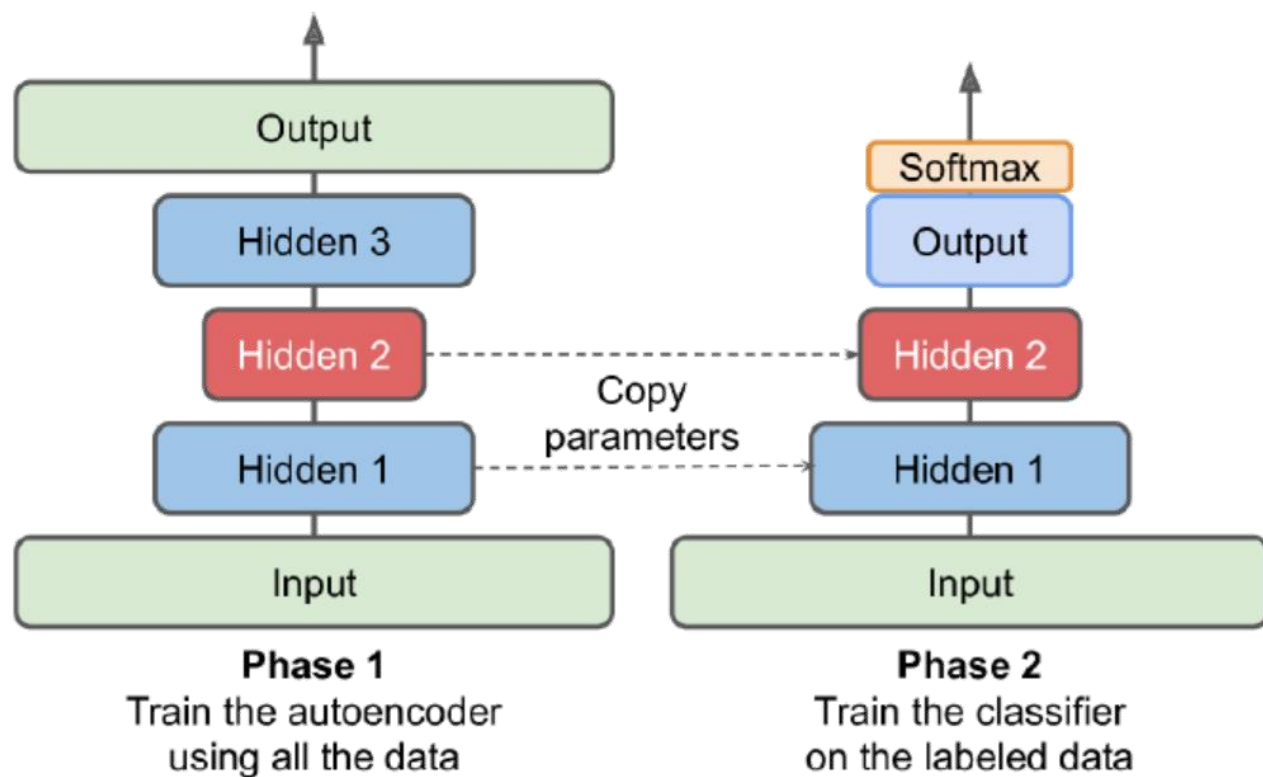 Output
Hidden 3
Hidden 2
Hidden 1
Input
Phase 1
Train the autoencoder
using all the data
Copy
parameters
Softmax
Output
Hidden 2
Hidden 1
Input
Phase 2
Train the classifier
on the labeled data